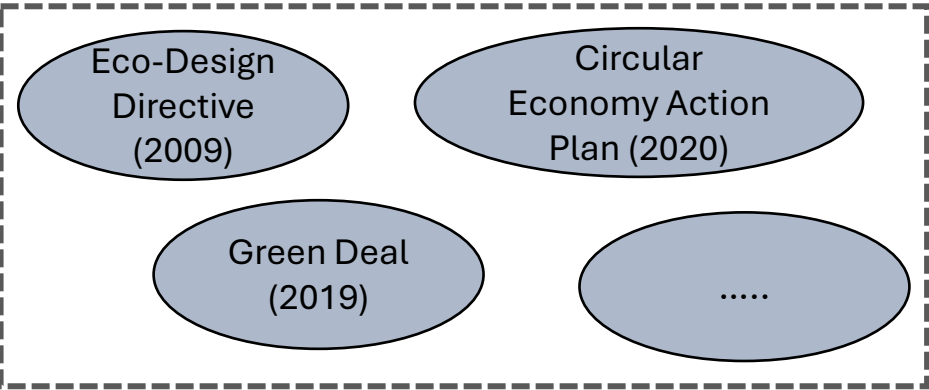 Eco-Design
Directive
(2009)
Circular
Economy Action
Plan (2020)
Green Deal
(2019)
.....